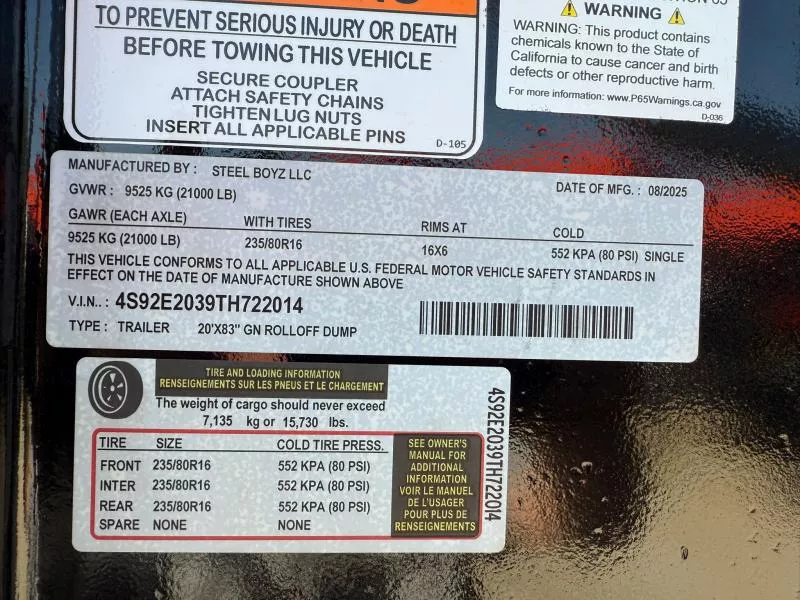 TO PREVENT SERIOUS INJURY OR DEATH
BEFORE TOWING THIS VEHICLE
SECURE COUPLER
ATTACH SAFETY CHAINS
TIGHTEN LUG NUTS
INSERT ALL APPLICABLE PINS
D-105
WARNING
WARNING: This product contains
chemicals known to the State of
California to cause cancer and birth
defects or other reproductive harm.
For more information: www.P65Warnings.ca.gov
D-036
MANUFACTURED BY : STEEL BOYZ LLC
GVWR : 9525 KG (21000 LB) DATE OF MFG. : 08/2025
GAWR (EACH AXLE) WITH TIRES RIMS AT COLD
9525 KG (21000 LB) 235/80R16 16X6 552 KPA (80 PSI) SINGLE
THIS VEHICLE CONFORMS TO ALL APPLICABLE U.S. FEDERAL MOTOR VEHICLE SAFETY STANDARDS IN
EFFECT ON THE DATE OF MANUFACTURE SHOWN ABOVE
V.I.N.. : 4S92E2039TH722014
TYPE : TRAILER 20'X83" GN ROLLOFF DUMP
TIRE AND LOADING INFORMATION
RENSEIGNEMENTS SUR LES PNEUS ET LE CHARGEMENT
The weight of cargo should never exceed
7,135 kg or 15,730 lbs.
TIRE SIZE COLD TIRE PRESS.
FRONT 235/80R16 552 KPA (80 PSI)
INTER 235/80R16 552 KPA (80 PSI)
REAR 235/80R16 552 KPA (80 PSI)
SPARE NONE NONE
SEE OWNER'S
MANUAL FOR
ADDITIONAL
INFORMATION
VOIR LE MANUEL
DE L'USAGER
POUR PLUS DE
RENSEIGNEMENTS
4S92E2039TH722014